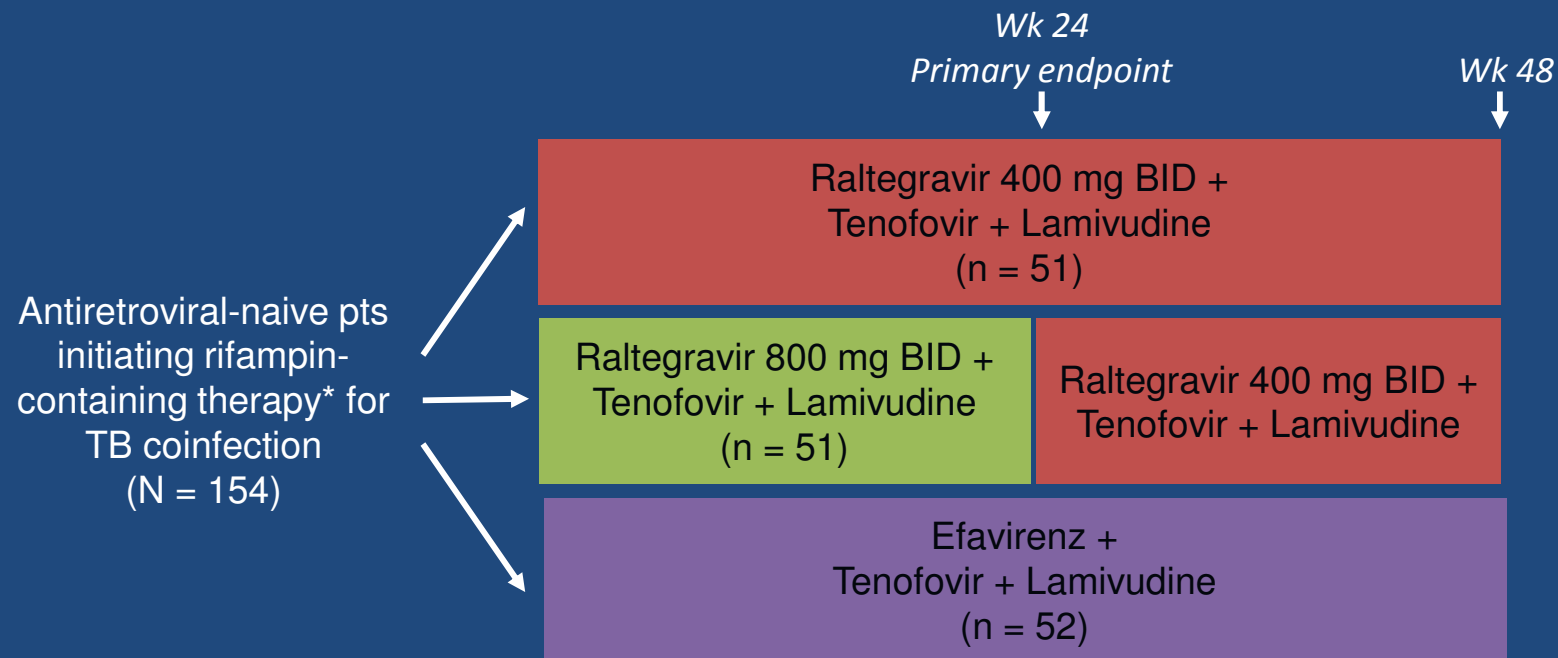 Wk 24
Primary endpoint
Wk 48
Antiretroviral-naive pts
initiating rifampin-
containing therapy* for
TB coinfection
(N = 154)
Raltegravir 400 mg BID +
Tenofovir + Lamivudine
(n = 51)
Raltegravir 800 mg BID +
Tenofovir + Lamivudine
(n = 51)
Raltegravir 400 mg BID +
Tenofovir + Lamivudine
Efavirenz +
Tenofovir + Lamivudine
(n = 52)